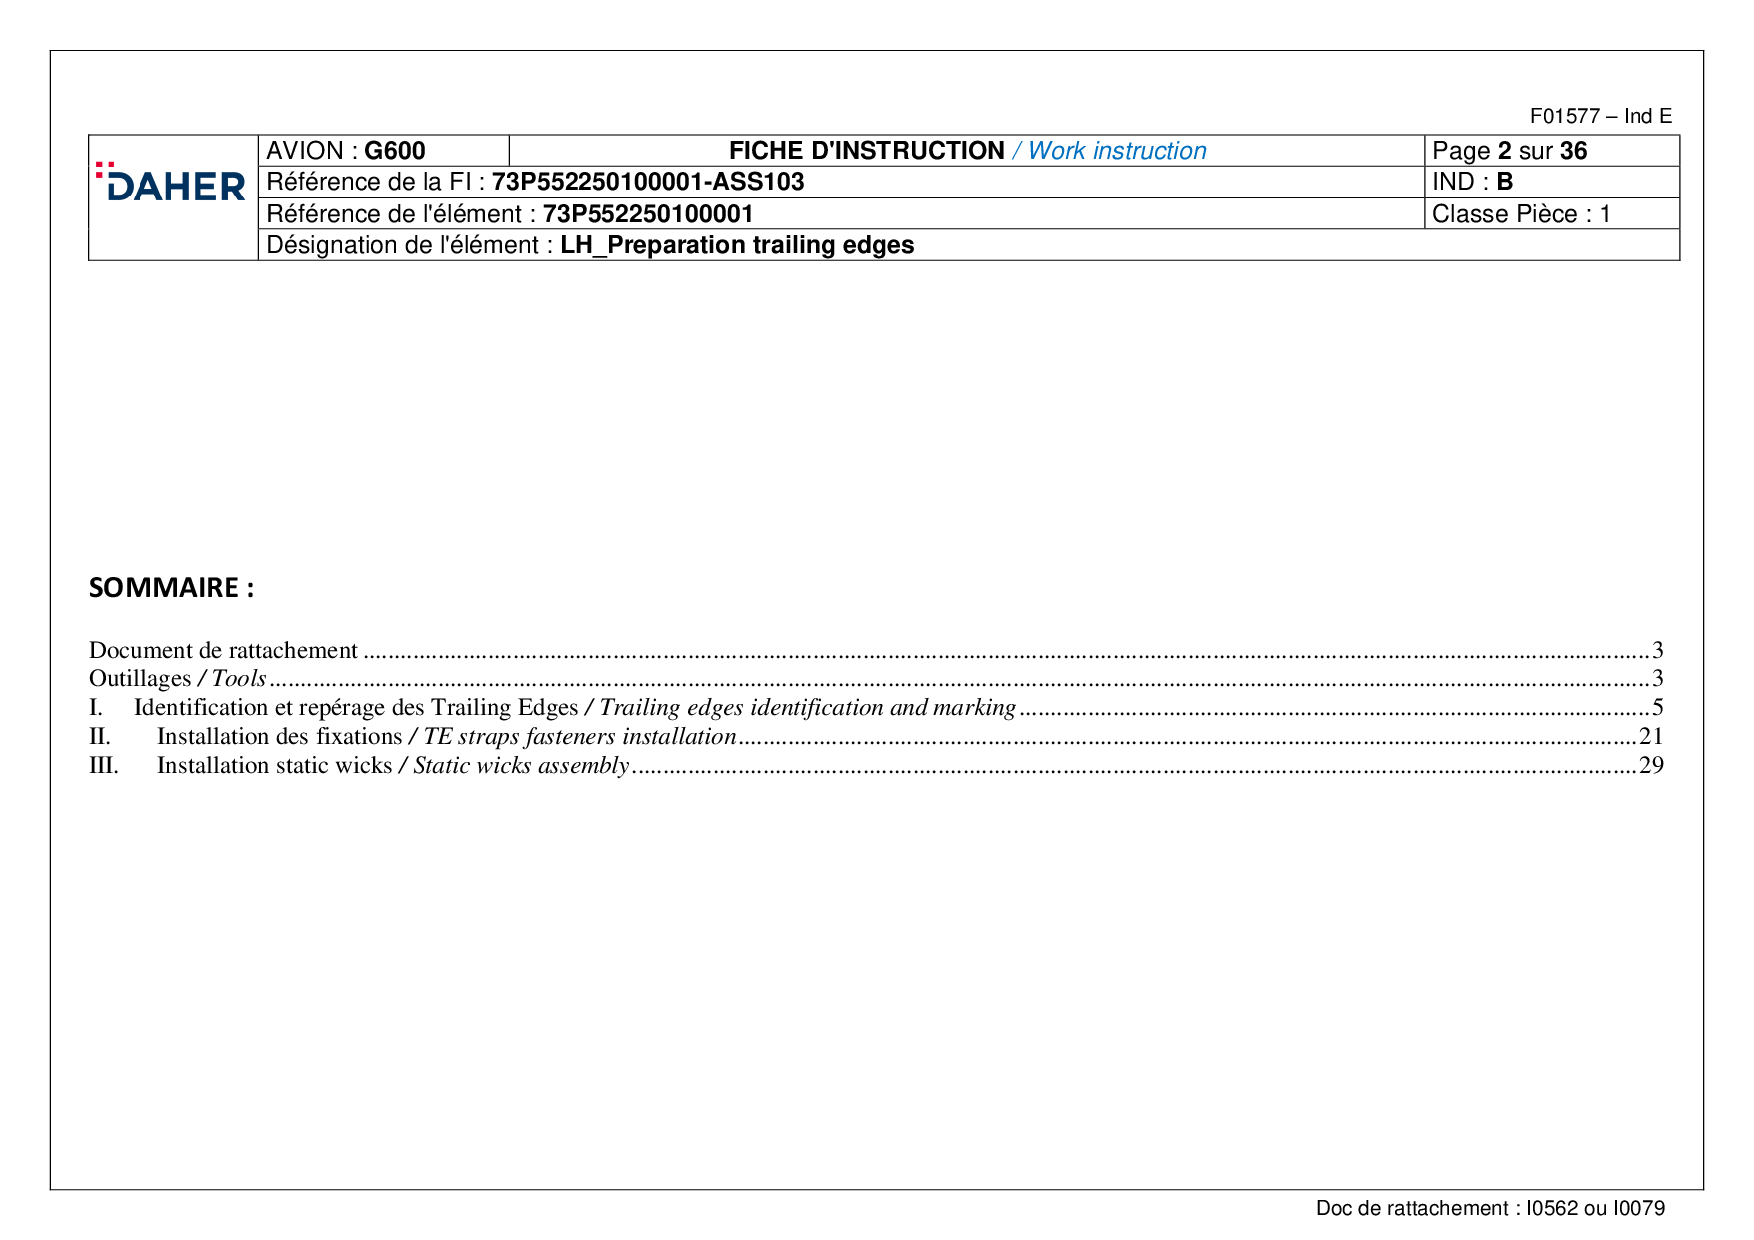 F01577 – Ind E
DAHER
AVION : G600
FICHE D'INSTRUCTION / Work instruction
Page 2 sur 36
Référence de la FI : 73P552250100001-ASS103
IND : B
Référence de l'élément : 73P552250100001
Classe Pièce : 1
Désignation de l'élément : LH_Preparation trailing edges
SOMMAIRE :
Document de rattachement 3
Outillages / Tools 3
I. Identification et repérage des Trailing Edges / Trailing edges identification and marking 5
II. Installation des fixations / TE straps fasteners installation 21
III. Installation static wicks / Static wicks assembly 29
Doc de rattachement : I0562 ou I0079